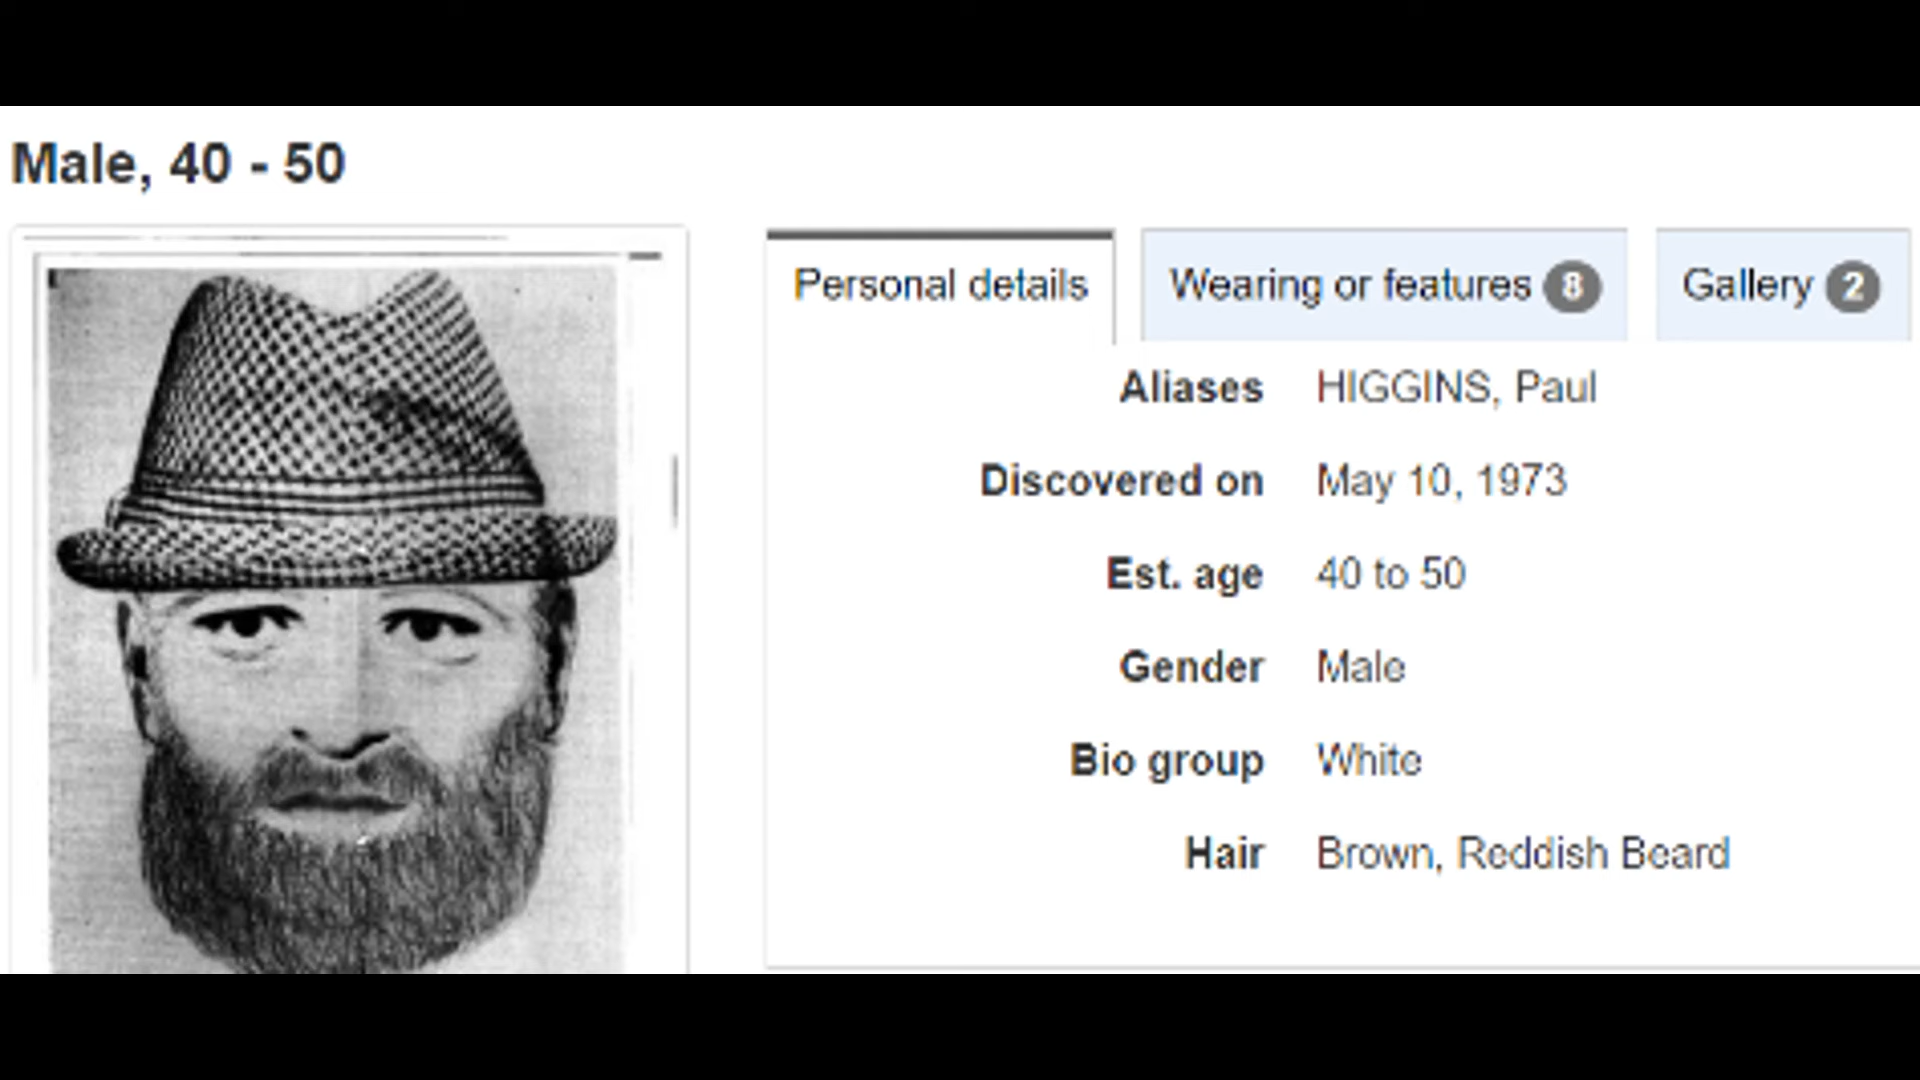 Male, 40 - 50
Personal details
Wearing or features 8
Gallery 2
Aliases HIGGINS, Paul
Discovered on May 10, 1973
Est. age 40 to 50
Gender Male
Bio group White
Hair Brown, Reddish Beard